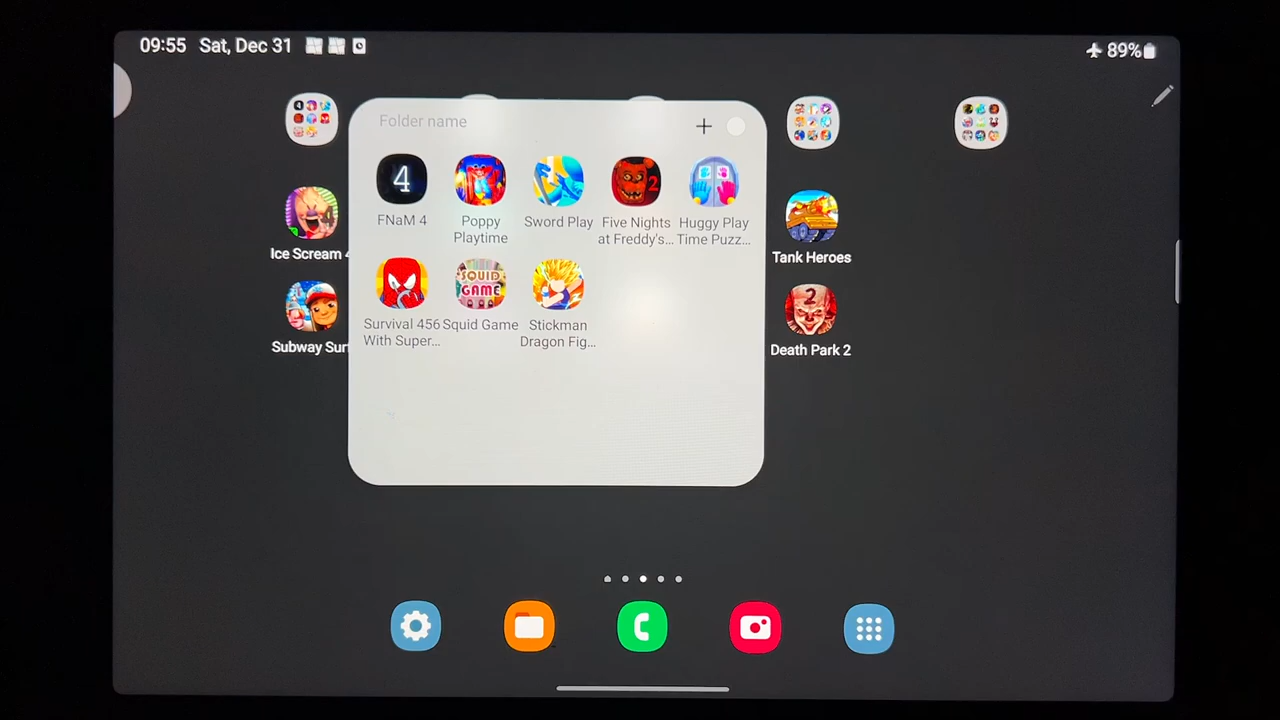 09:55 Sat, Dec 31
89%
Folder name
4
2
FNaM 4
Poppy
Playtime
Sword Play
Five Nights
at Freddy's...
Huggy Play
Time Puzz...
SQUID
GAME
Survival 456
With Super...
Squid Game
Stickman
Dragon Fig...
Ice Scream 4
Subway Sur
Tank Heroes
2
Death Park 2